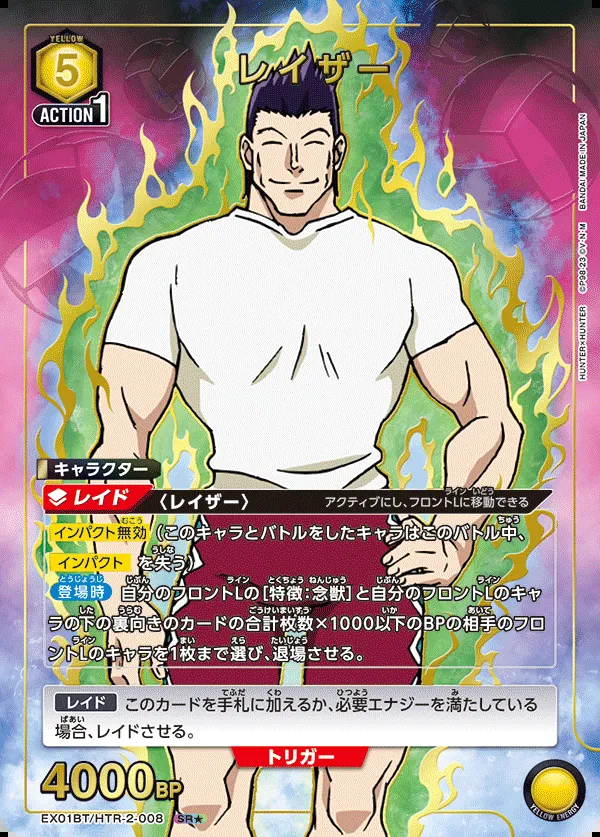 YELLOW
5
ACTION1
レイザー
HUNTER×HUNTER ©P98-23 ©V･N･M BANDAI MADE IN JAPAN
キャラクター
レイド 〈レイザー〉 アクティブにし、フロントLに移動できる
インパクト無効 (このキャラとバトルをしたキャラはこのバトル中、
インパクト を失う)
登場時 自分のフロントLの[特徴:念獣]と自分のフロントLのキャ
ラの下の裏向きのカードの合計枚数×1000以下のBPの相手のフロ
ントLのキャラを1枚まで選び、退場させる。
レイド このカードを手札に加えるか、必要エナジーを満たしている
場合、レイドさせる。
トリガー
4000BP
YELLOW ENERGY
EX01BT/HTR-2-008 SR★